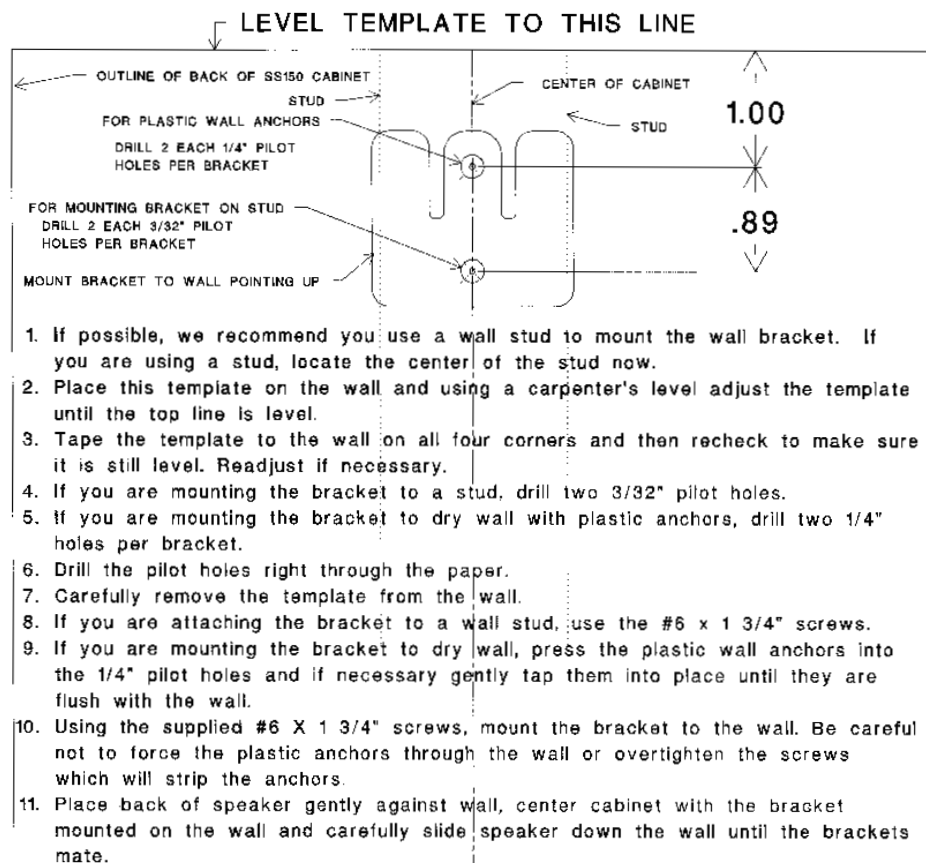 LEVEL TEMPLATE TO THIS LINE
OUTLINE OF BACK OF SS150 CABINET
CENTER OF CABINET
STUD
1.00
FOR PLASTIC WALL ANCHORS
STUD
DRILL 2 EACH 1/4" PILOT
HOLES PER BRACKET
FOR MOUNTING BRACKET ON STUD
.89
DRILL 2 EACH 3/32" PILOT
HOLES PER BRACKET
MOUNT BRACKET TO WALL POINTING UP
1. If possible, we recommend you use a wall stud to mount the wall bracket. If
you are using a stud, locate the center of the stud now.
2. Place this template on the wall and using a carpenter's level adjust the template
until the top line is level.
3. Tape the template to the wall on all four corners and then recheck to make sure
it is still level. Readjust if necessary.
4. If you are mounting the bracket to a stud, drill two 3/32" pilot holes.
5. If you are mounting the bracket to dry wall with plastic anchors, drill two 1/4"
holes per bracket.
6. Drill the pilot holes right through the paper.
7. Carefully remove the template from the wall.
8. If you are attaching the bracket to a wall stud, use the #6 x 1 3/4" screws.
9. If you are mounting the bracket to dry wall, press the plastic wall anchors into
the 1/4" pilot holes and if necessary gently tap them into place until they are
flush with the wall.
10. Using the supplied #6 X 1 3/4" screws, mount the bracket to the wall. Be careful
not to force the plastic anchors through the wall or overtighten the screws
which will strip the anchors.
11. Place back of speaker gently against wall, center cabinet with the bracket
mounted on the wall and carefully slide speaker down the wall until the brackets
mate.